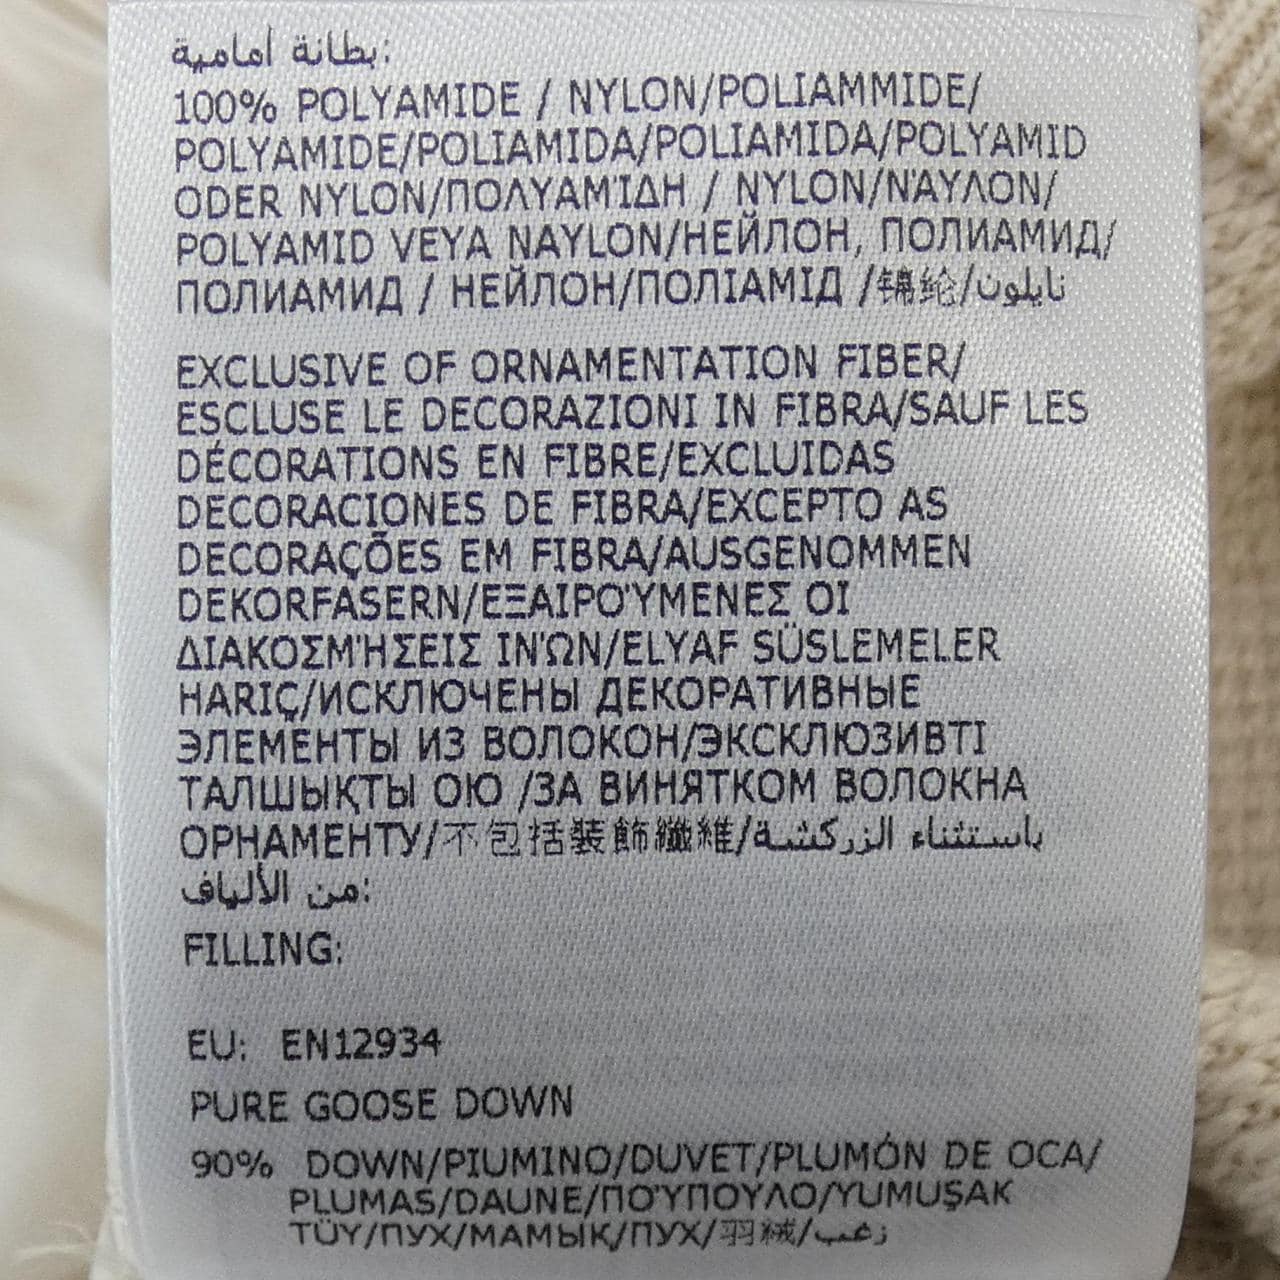 بطانة أمامية:
100% POLYAMIDE / NYLON/POLIAMMIDE/
POLYAMIDE/POLIAMIDA/POLIAMIDA/POLYAMID
ODER NYLON/ΠΟΛΥΑΜΊΔΗ / NYLON/ΝΆΥΛΟΝ/
POLYAMID VEYA NAYLON/НЕЙЛОН, ПОЛИАМИД/
ПОЛИАМИД / НЕЙЛОН/ПОЛІАМІД /锦纶/نايلون
EXCLUSIVE OF ORNAMENTATION FIBER/
ESCLUSE LE DECORAZIONI IN FIBRA/SAUF LES
DÉCORATIONS EN FIBRE/EXCLUIDAS
DECORACIONES DE FIBRA/EXCEPTO AS
DECORAÇÕES EM FIBRA/AUSGENOMMEN
DEKORFASERN/ΕΞΑΙΡΟΎΜΕΝΕΣ ΟΙ
ΔΙΑΚΟΣΜΉΣΕΙΣ ΙΝΏΝ/ELYAF SÜSLEMELER
HARIÇ/ИСКЛЮЧЕНЫ ДЕКОРАТИВНЫЕ
ЭЛЕМЕНТЫ ИЗ ВОЛОКОН/ЭКСКЛЮЗИВТІ
ТАЛШЫҚТЫ ОЮ /ЗА ВИНЯТКОМ ВОЛОКНА
ОРНАМЕНТУ/不包括裝飾纖維/باستثناء الزركشة
من الألياف:
FILLING:
EU: EN12934
PURE GOOSE DOWN
90% DOWN/PIUMINO/DUVET/PLUMÓN DE OCA/
PLUMAS/DAUNE/ΠΟΎΠΟΥΛΟ/YUMUŞAK
TÜY/ПУХ/МАМЫҚ/ПУХ/羽絨/زغب